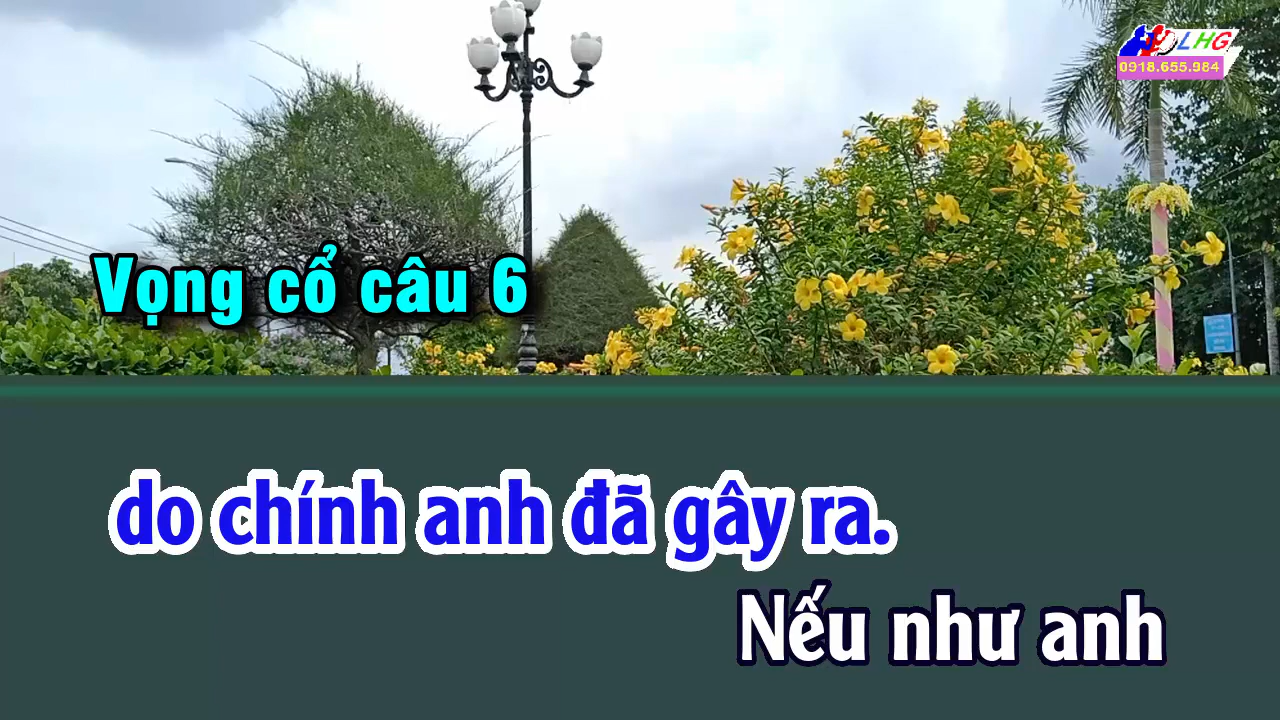 LHG
0918.655.984
Vọng cổ câu 6
do chính anh đã gây ra.
Nếu như anh